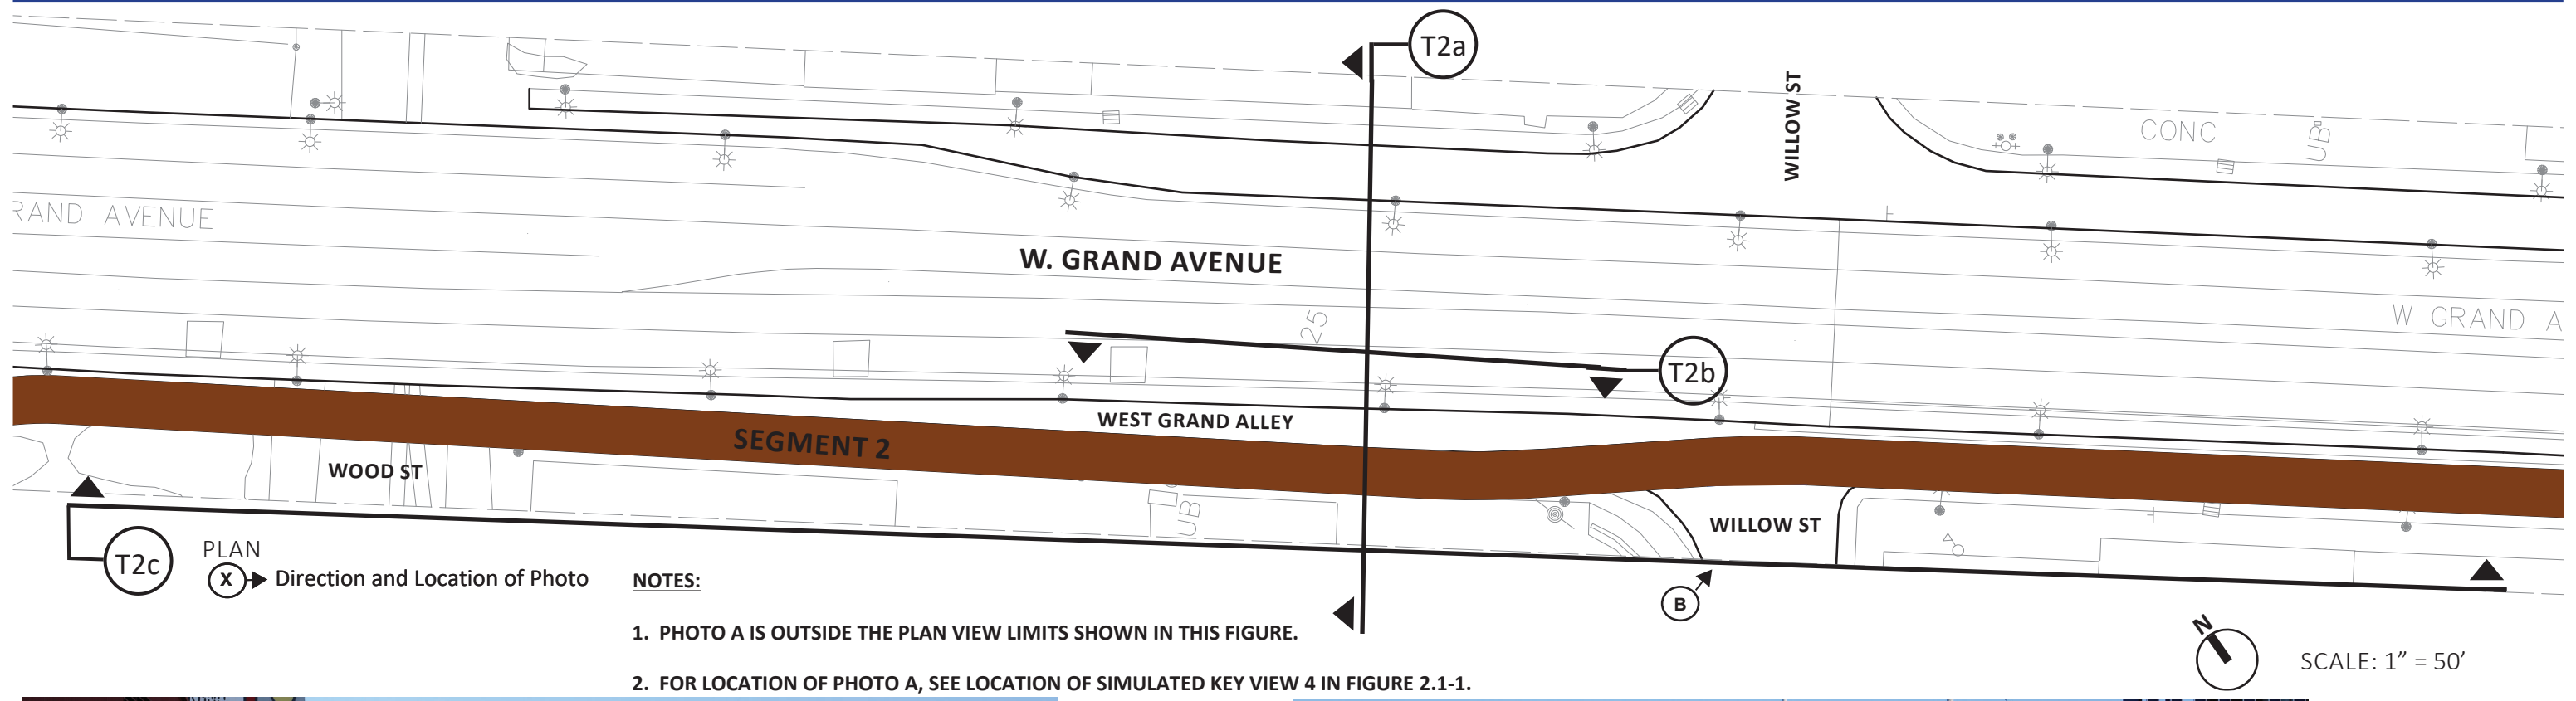 T2a
WILLOW ST
CONC
UB
RAND AVENUE
W. GRAND AVENUE
25
W GRAND A
T2b
WEST GRAND ALLEY
SEGMENT 2
WOOD ST
UB
WILLOW ST
T2c
PLAN
X Direction and Location of Photo
B
NOTES:
1. PHOTO A IS OUTSIDE THE PLAN VIEW LIMITS SHOWN IN THIS FIGURE.
2. FOR LOCATION OF PHOTO A, SEE LOCATION OF SIMULATED KEY VIEW 4 IN FIGURE 2.1-1.
N
SCALE: 1” = 50’